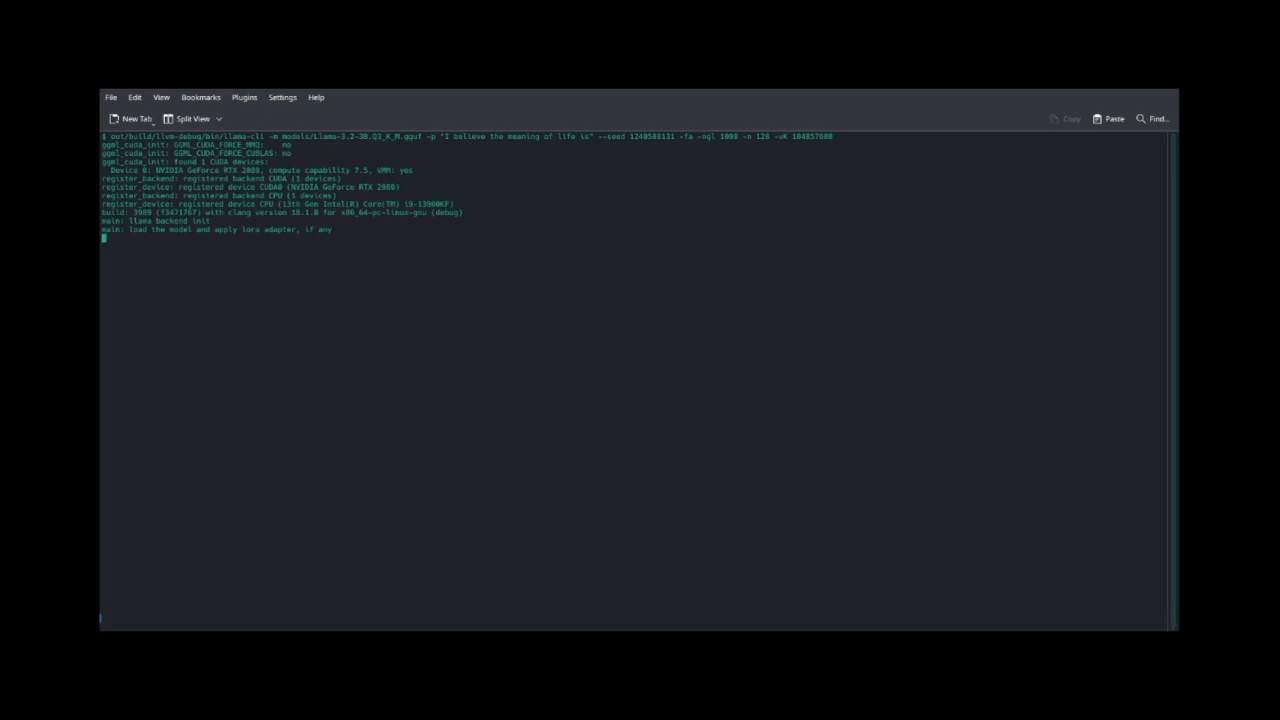 File Edit View Bookmarks Plugins Settings Help
New Tab Split View Copy Paste Find...
$ out/build/llvm-debug/bin/llama-cli -m models/Llama-3.2-3B.Q3_K_M.gguf -p "I believe the meaning of life is" --seed 1240508131 -fa -ngl 1000 -n 128 -vK 104857600
ggml_cuda_init: GGML_CUDA_FORCE_MMQ: no
ggml_cuda_init: GGML_CUDA_FORCE_CUBLAS: no
ggml_cuda_init: found 1 CUDA devices:
Device 0: NVIDIA GeForce RTX 2080, compute capability 7.5, VMM: yes
register_backend: registered backend CUDA (1 devices)
register_device: registered device CUDA0 (NVIDIA GeForce RTX 2080)
register_backend: registered backend CPU (1 devices)
register_device: registered device CPU (13th Gen Intel(R) Core(TM) i9-13900KF)
build: 3989 (f3421767) with clang version 18.1.8 for x86_64-pc-linux-gnu (debug)
main: llama backend init
main: load the model and apply lora adapter, if any